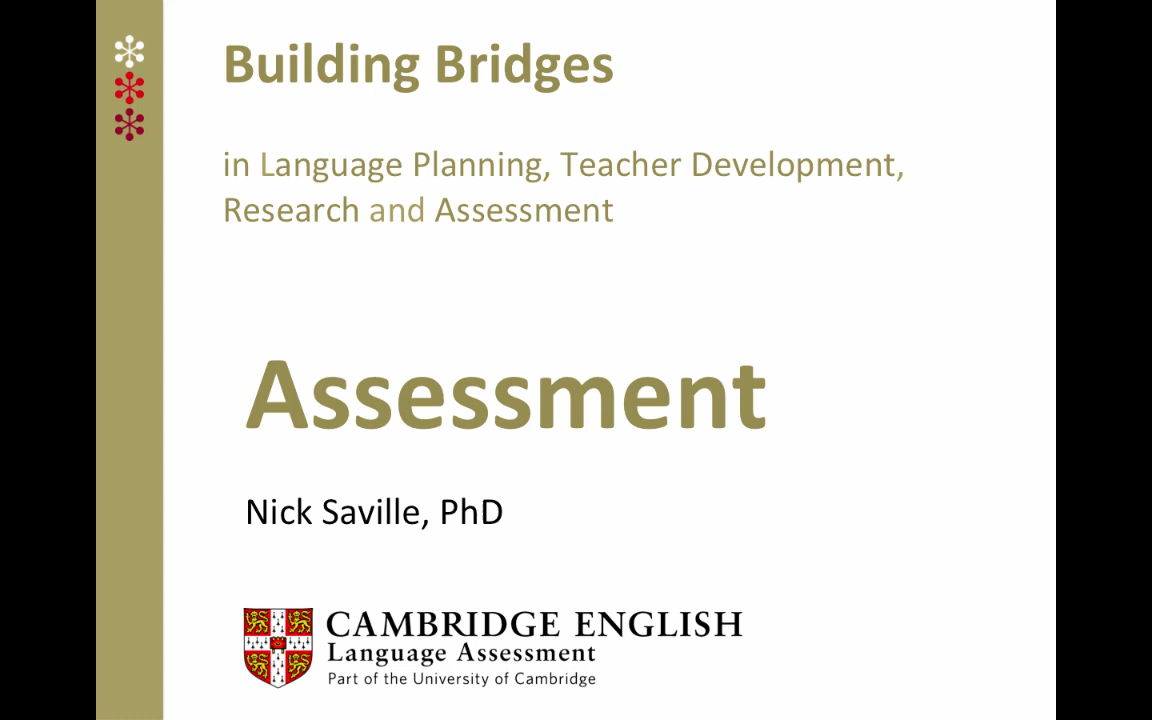 Building Bridges
in Language Planning, Teacher Development,
Research and Assessment
Assessment
Nick Saville, PhD
CAMBRIDGE ENGLISH
Language Assessment
Part of the University of Cambridge